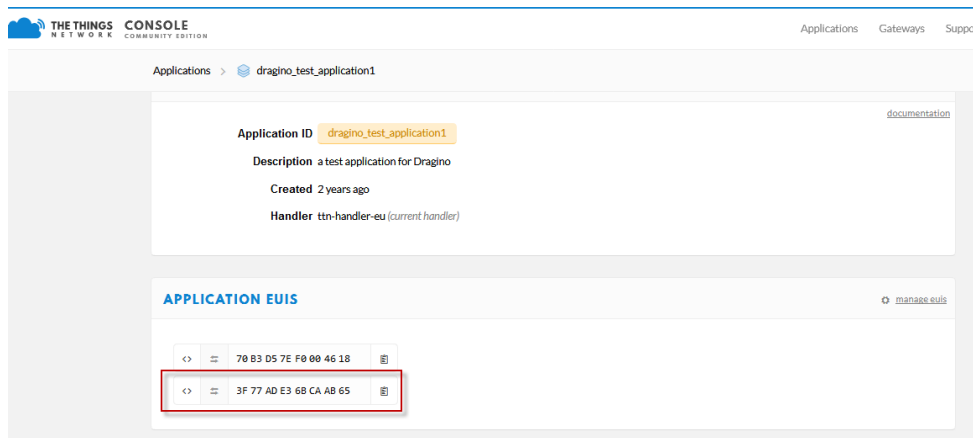 THE THINGS NETWORK CONSOLE COMMUNITY EDITION
Applications Gateways
Applications > dragino_test_application1
documentation
Application ID dragino_test_application1
Description a test application for Dragino
Created 2 years ago
Handler ttn-handler-eu (current handler)
APPLICATION EUIS
manage euis
<> 70 B3 D5 7E F0 00 46 18
<> 3F 77 AD E3 6B CA AB 65